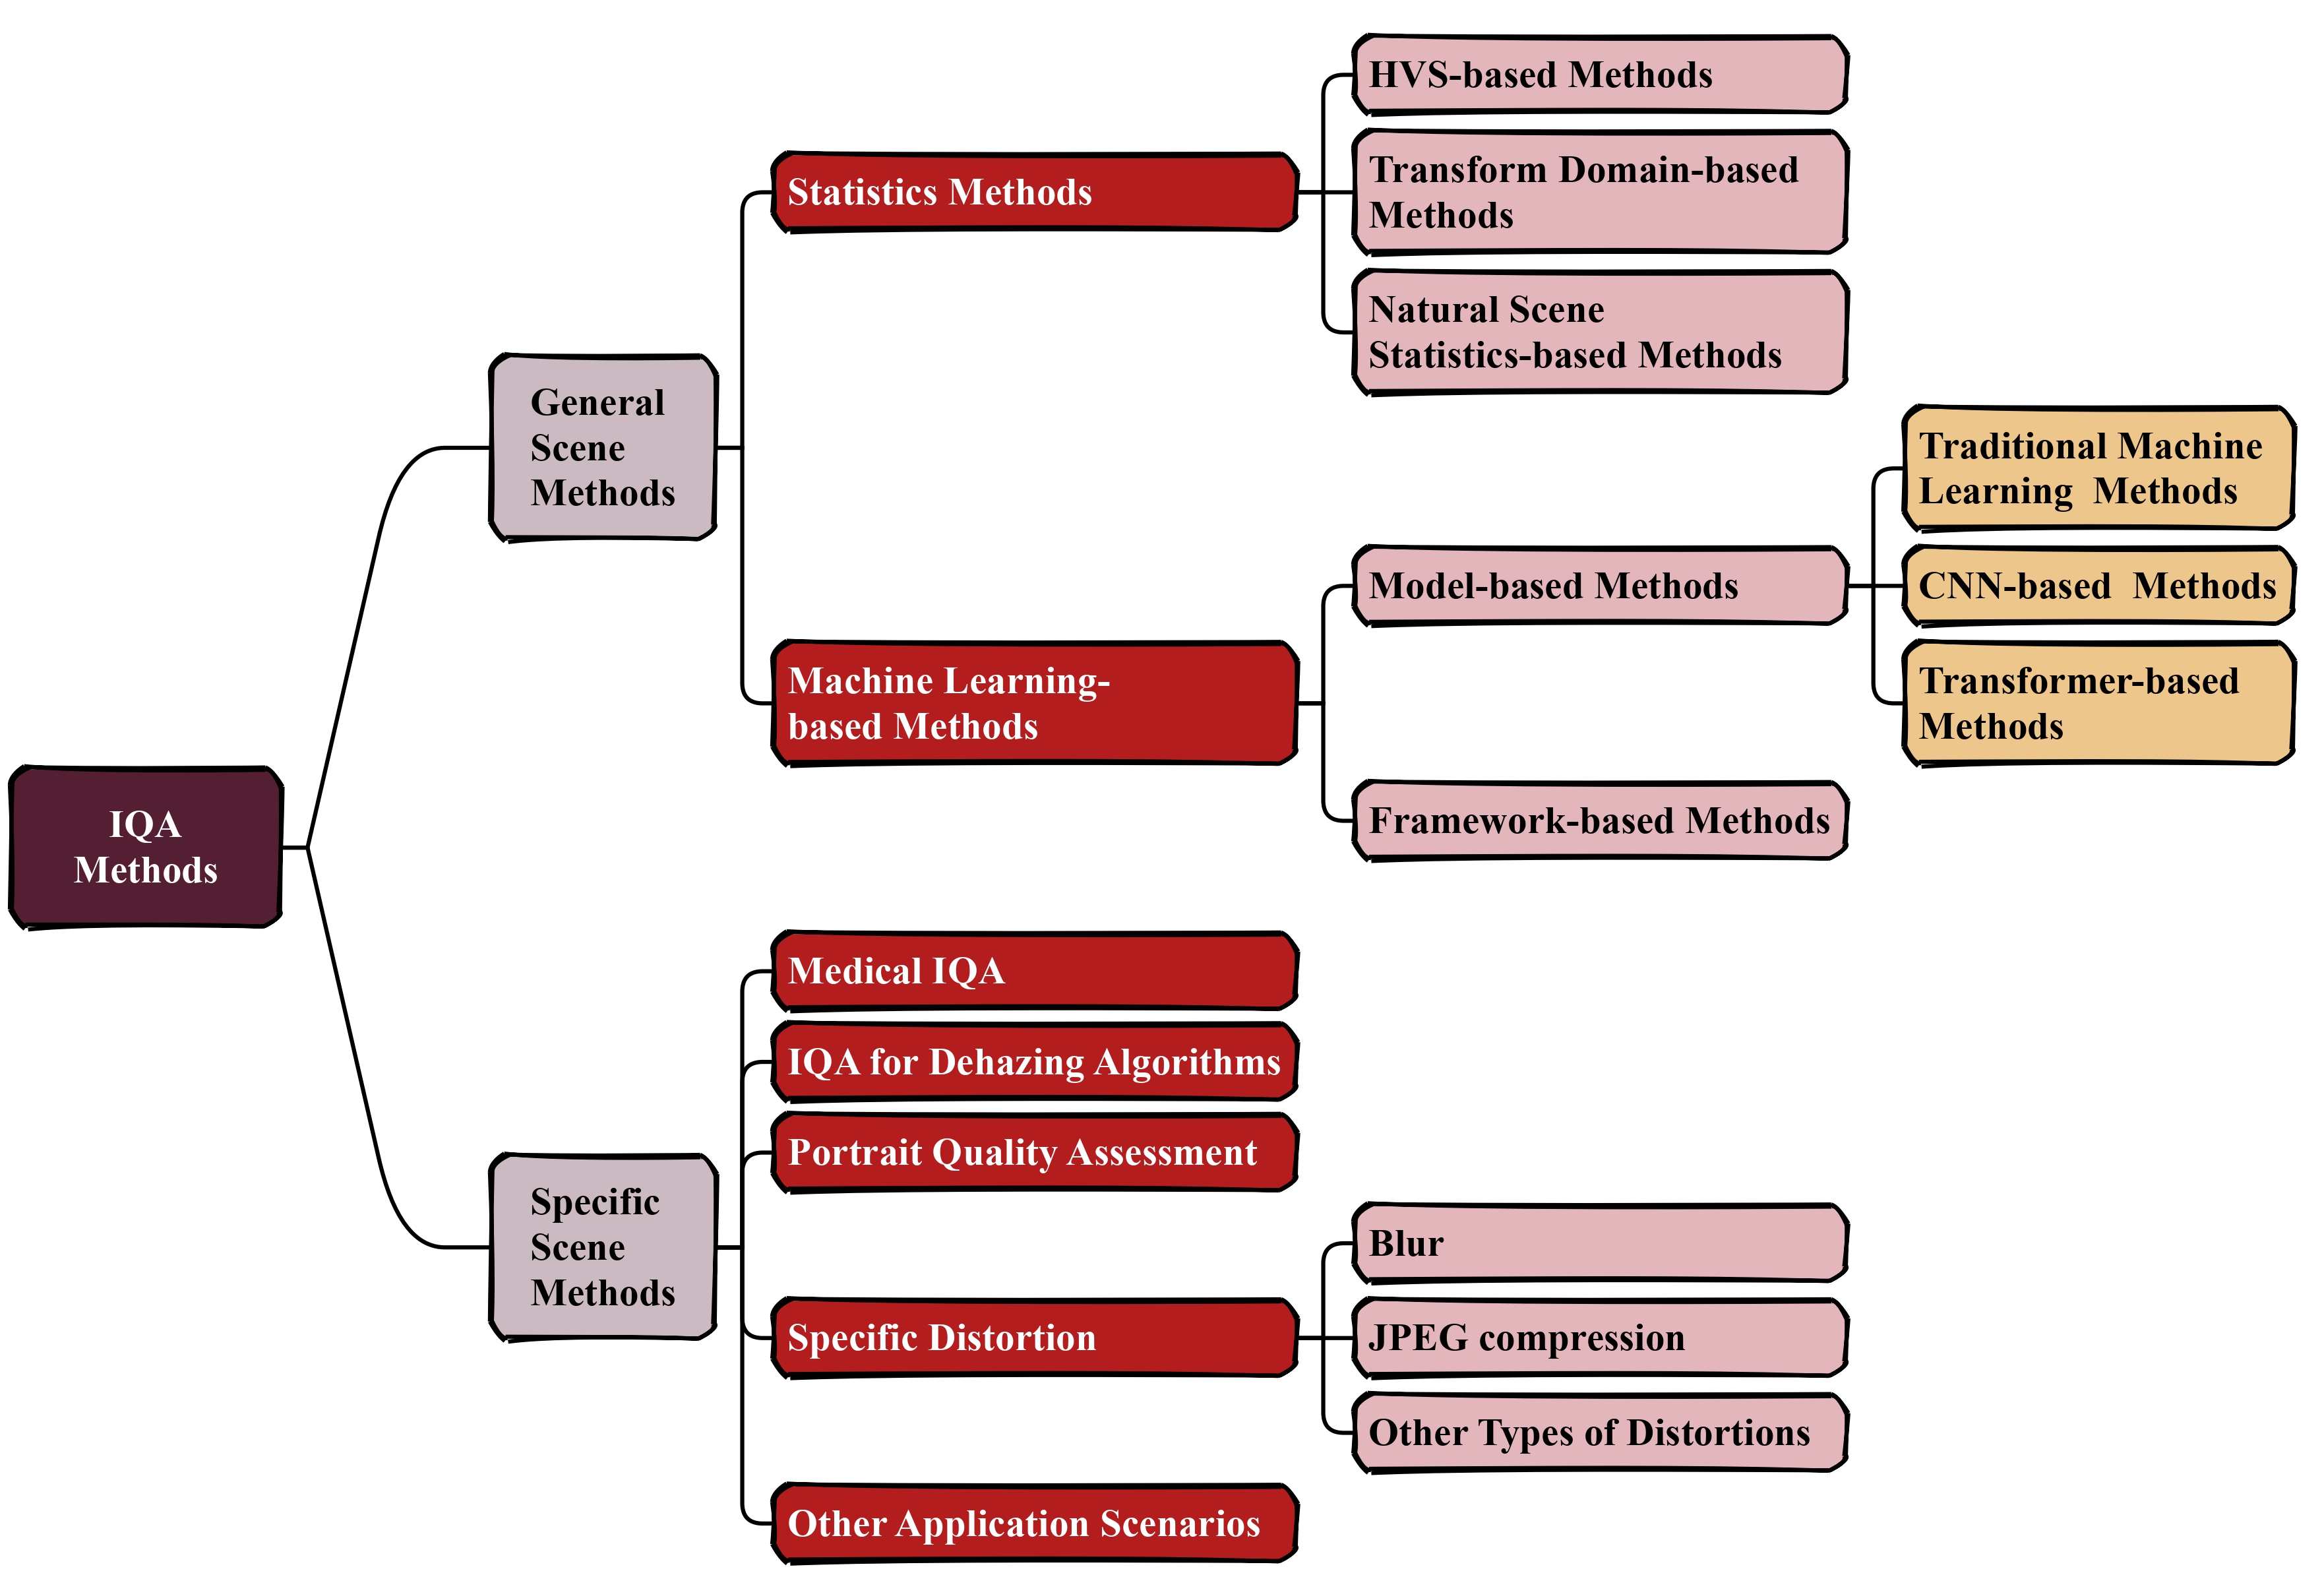 IQA
Methods
General
Scene
Methods
Statistics Methods
HVS-based Methods
Transform Domain-based
Methods
Natural Scene
Statistics-based Methods
Machine Learning-
based Methods
Model-based Methods
Traditional Machine
Learning  Methods
CNN-based  Methods
Transformer-based
Methods
Framework-based Methods
Specific
Scene
Methods
Medical IQA
IQA for Dehazing Algorithms
Portrait Quality Assessment
Specific Distortion
Blur
JPEG compression
Other Types of Distortions
Other Application Scenarios